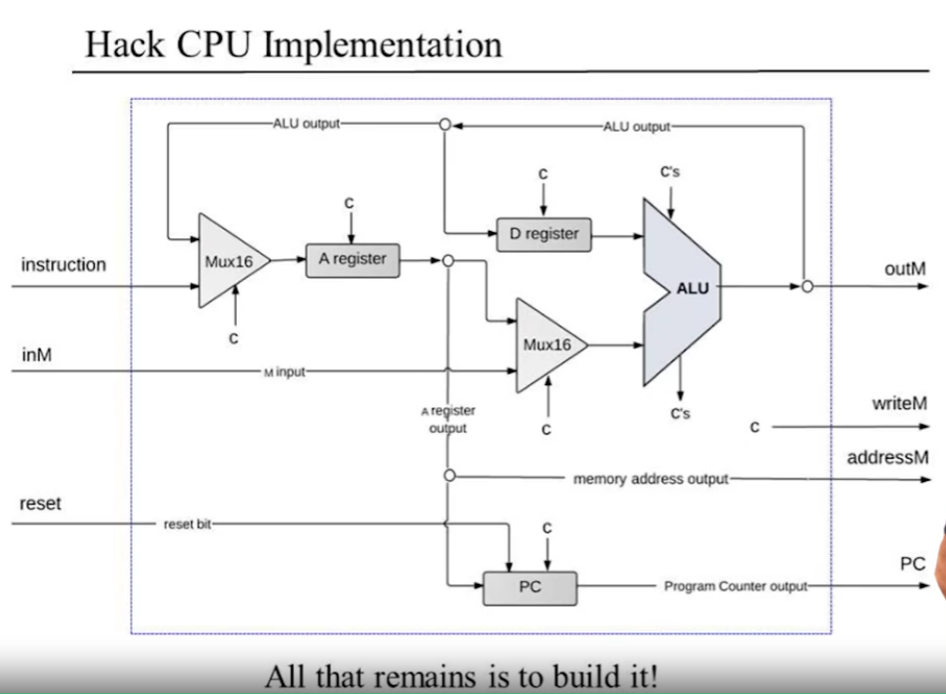 Hack CPU Implementation
ALU output
ALU output
C
C's
C
D register
Mux16
A register
instruction
outM
ALU
C
Mux16
inM
M input
A register
output
C
C's
writeM
C
addressM
memory address output
reset
reset bit
C
PC
PC
Program Counter output
All that remains is to build it!